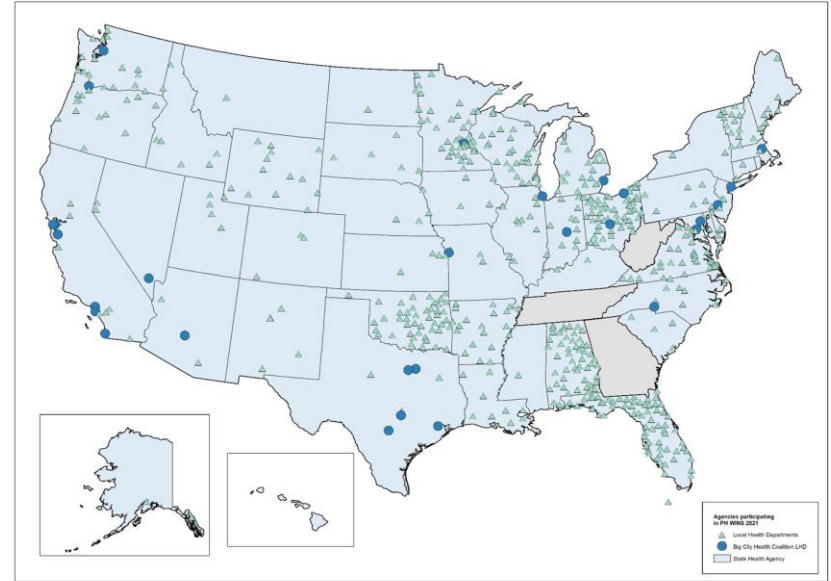 Agencies participating
in PH WINS 2021
Local Health Departments
Big City Health Coalition LHD
State Health Agency